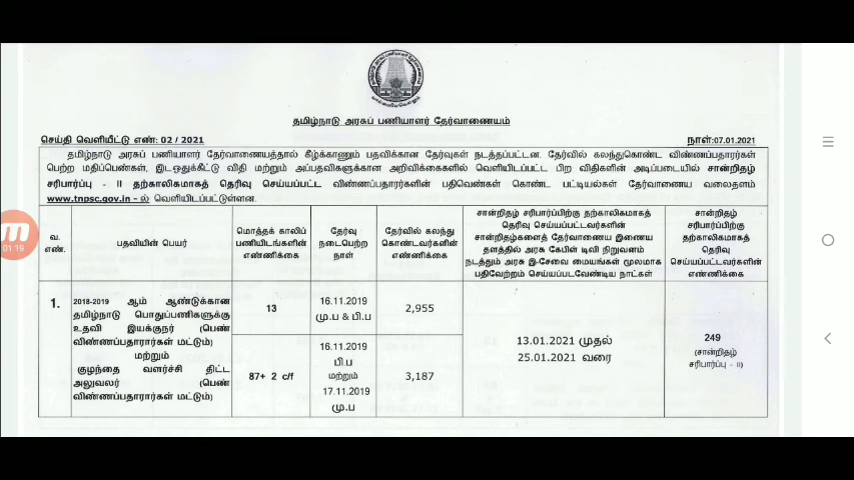 தமிழ்நாடு அரசுப் பணியாளர் தேர்வாணையம்
செய்தி வெளியீட்டு எண்: 02 / 2021
நாள்:07.01.2021
தமிழ்நாடு அரசுப் பணியாளர் தேர்வாணையத்தால் கீழ்க்காணும் பதவிக்கான தேர்வுகள் நடத்தப்பட்டன. தேர்வில் கலந்துகொண்ட விண்ணப்பதாரர்கள்
பெற்ற மதிப்பெண்கள், இடஒதுக்கீட்டு விதி மற்றும் அப்பதவிகளுக்கான அறிவிக்கைகளில் வெளியிடப்பட்ட பிற விதிகளின் அடிப்படையில் சான்றிதழ்
சரிபார்ப்பு - II தற்காலிகமாகத் தெரிவு செய்யப்பட்ட விண்ணப்பதாரர்களின் பதிவெண்கள் கொண்ட பட்டியல்கள் தேர்வாணைய வலைதளம்
www.tnpsc.gov.in - ல் வெளியிடப்பட்டுள்ளன.
வ.
எண்.
பதவியின் பெயர்
மொத்தக் காலிப்
பணியிடங்களின்
எண்ணிக்கை
தேர்வு
நடைபெற்ற
நாள்
தேர்வில் கலந்து
கொண்டவர்களின்
எண்ணிக்கை
சான்றிதழ் சரிபார்ப்பிற்கு தற்காலிகமாகத்
தெரிவு செய்யப்பட்டவர்களின்
சான்றிதழ்களைத் தேர்வாணைய இணைய
தளத்தில் அரசு கேபிள் டிவி நிறுவனம்
நடத்தும் அரசு இ-சேவை மையங்கள் மூலமாக
பதிவேற்றம் செய்யப்படவேண்டிய நாட்கள்
சான்றிதழ்
சரிபார்ப்பிற்கு
தற்காலிகமாகத்
தெரிவு
செய்யப்பட்டவர்களின்
எண்ணிக்கை
1.
2018-2019 ஆம் ஆண்டுக்கான
தமிழ்நாடு பொதுப்பணிகளுக்கு
உதவி இயக்குநர் (பெண்
விண்ணப்பதாரர்கள் மட்டும்)
மற்றும்
குழந்தை வளர்ச்சி திட்ட
அலுவலர் (பெண்
விண்ணப்பதாரார்கள் மட்டும்)
13
16.11.2019
மு.ப & பி.ப
2,955
87+ 2 c/f
16.11.2019
பி.ப
மற்றும்
17.11.2019
மு.ப
3,187
13.01.2021 முதல்
25.01.2021 வரை
249
(சான்றிதழ்
சரிபார்ப்பு - II)
01:19